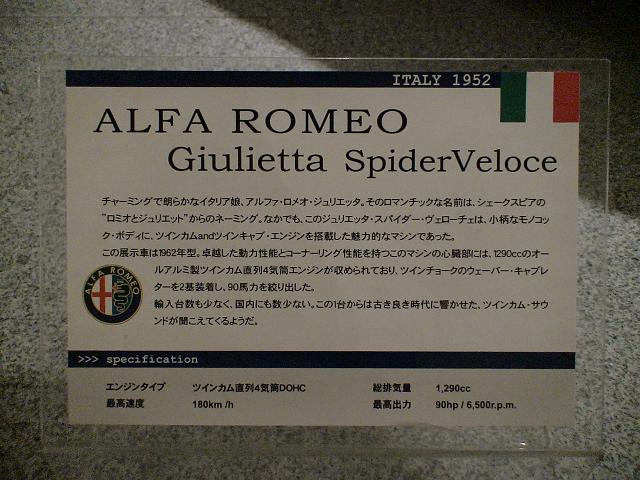 ITALY 1952
ALFA ROMEO
Giulietta SpiderVeloce
チャーミングで朗らかなイタリア娘、アルファ・ロメオ・ジュリエッタ。そのロマンチックな名前は、シェークスピアの
"ロミオとジュリエット"からのネーミング。なかでも、このジュリエッタ・スパイダー・ヴェローチェは、小柄なモノコッ
ク・ボディに、ツインカムandツインキャブ・エンジンを搭載した魅力的なマシンであった。
この展示車は1962年型。卓越した動力性能とコーナーリング性能を持つこのマシンの心臓部には、1290ccのオー
ルアルミ製ツインカム直列4気筒エンジンが収められており、ツインチョークのウェーバー・キャブレ
ターを2基装着し、90馬力を絞り出した。
輸入台数も少なく、国内にも数少ない。この1台からは古き良き時代に響かせた、ツインカム・サウ
ンドが聞こえてくるようだ。
ALFA ROMEO
>>> specification
エンジンタイプ ツインカム直列4気筒DOHC 総排気量 1,290cc
最高速度 180km /h 最高出力 90hp / 6,500r.p.m.